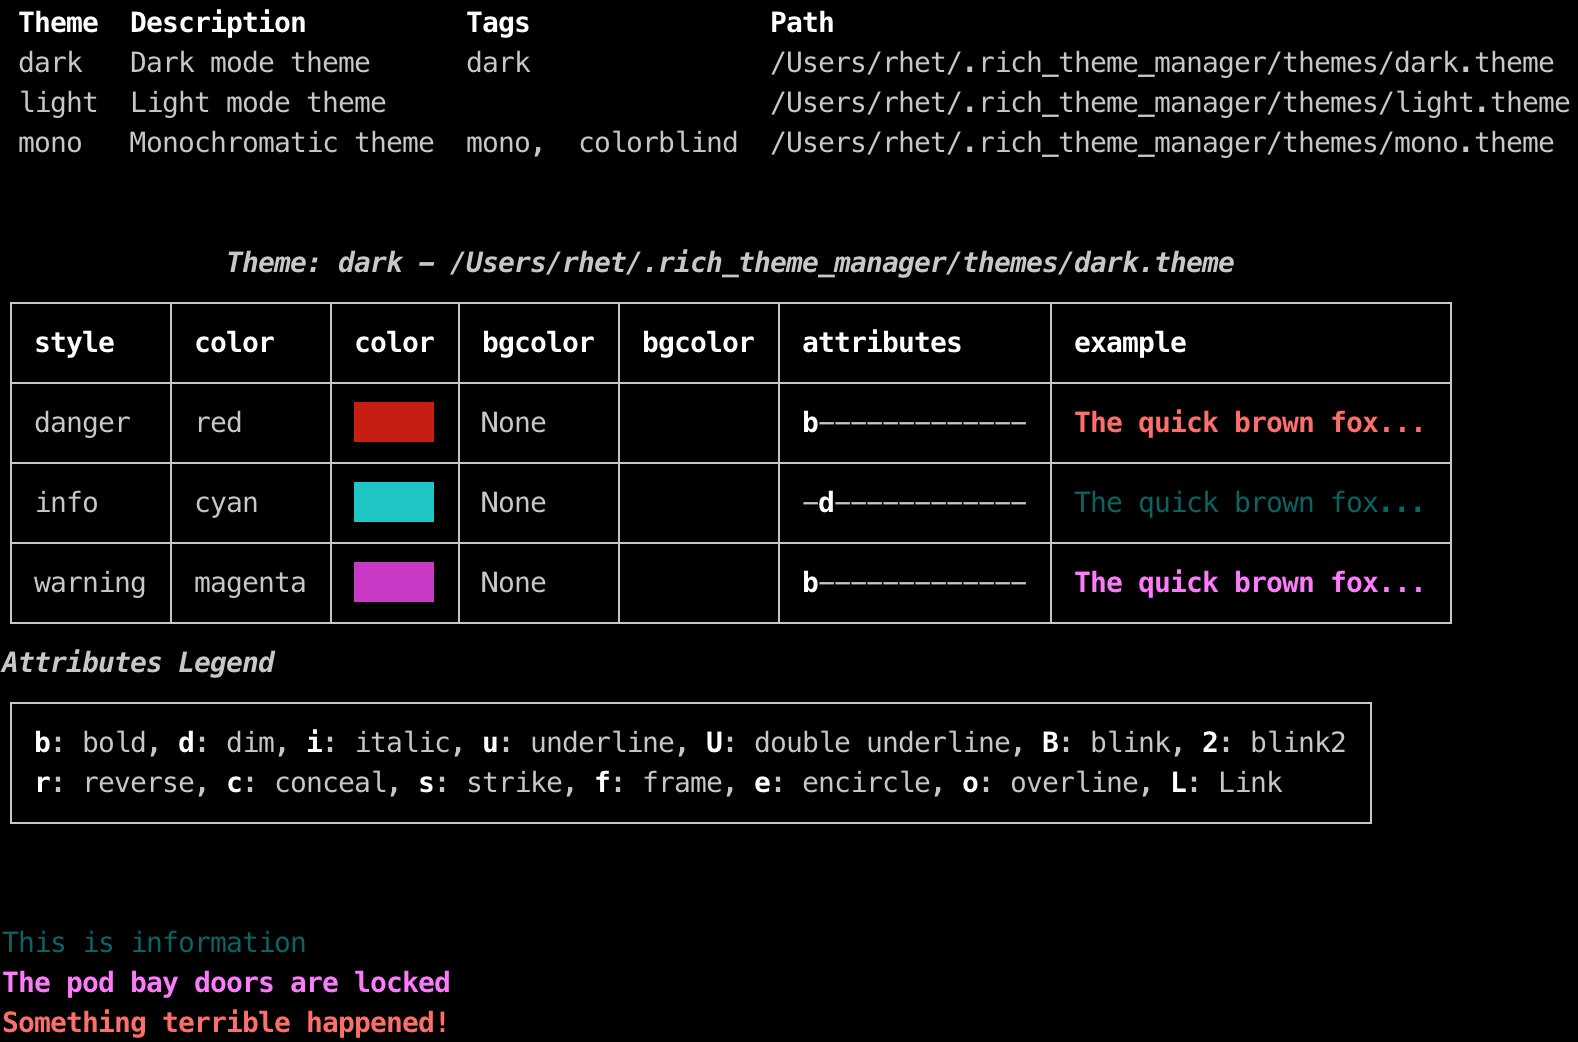 Theme Description Tags Path
dark Dark mode theme dark /Users/rhet/.rich_theme_manager/themes/dark.theme
light Light mode theme /Users/rhet/.rich_theme_manager/themes/light.theme
mono Monochromatic theme mono, colorblind /Users/rhet/.rich_theme_manager/themes/mono.theme
Theme: dark - /Users/rhet/.rich_theme_manager/themes/dark.theme
style color color bgcolor bgcolor attributes example
danger red None b------------- The quick brown fox...
info cyan None -d------------ The quick brown fox...
warning magenta None b------------- The quick brown fox...
Attributes Legend
b: bold, d: dim, i: italic, u: underline, U: double underline, B: blink, 2: blink2
r: reverse, c: conceal, s: strike, f: frame, e: encircle, o: overline, L: Link
This is information
The pod bay doors are locked
Something terrible happened!